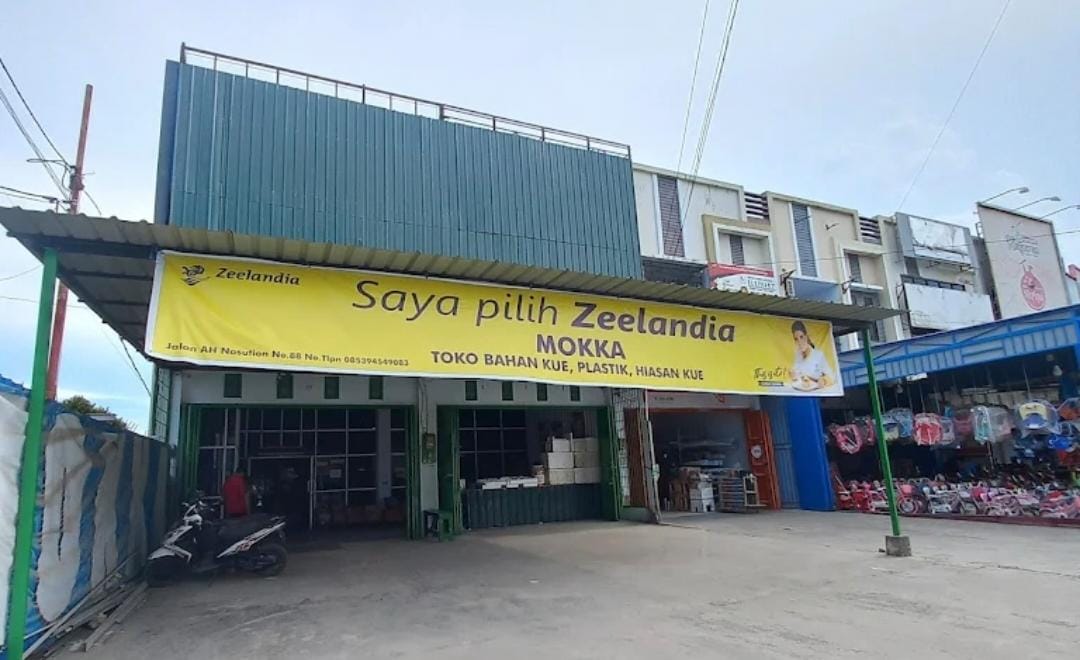 Zeelandia
Saya pilih Zeelandia
MOKKA
TOKO BAHAN KUE, PLASTIK, HIASAN KUE
Jalan AH Nasution No.88 No.Tlpn 085394549083